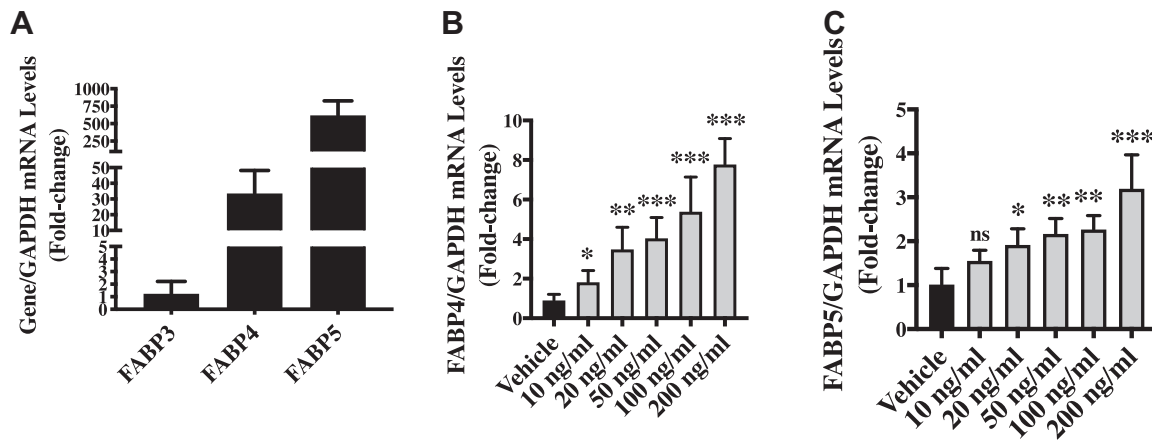 A
Gene/GAPDH mRNA Levels
(Fold-change)
1000
750
500
250
50
40
30
20
10
5
4
3
2
1
0
FABP3
FABP4
FABP5
B
FABP4/GAPDH mRNA Levels
(Fold-change)
10
8
6
4
2
0
*
**
***
***
***
Vehicle
10 ng/ml
20 ng/ml
50 ng/ml
100 ng/ml
200 ng/ml
C
FABP5/GAPDH mRNA Levels
(Fold-change)
5
4
3
2
1
0
ns
*
**
**
***
Vehicle
10 ng/ml
20 ng/ml
50 ng/ml
100 ng/ml
200 ng/ml